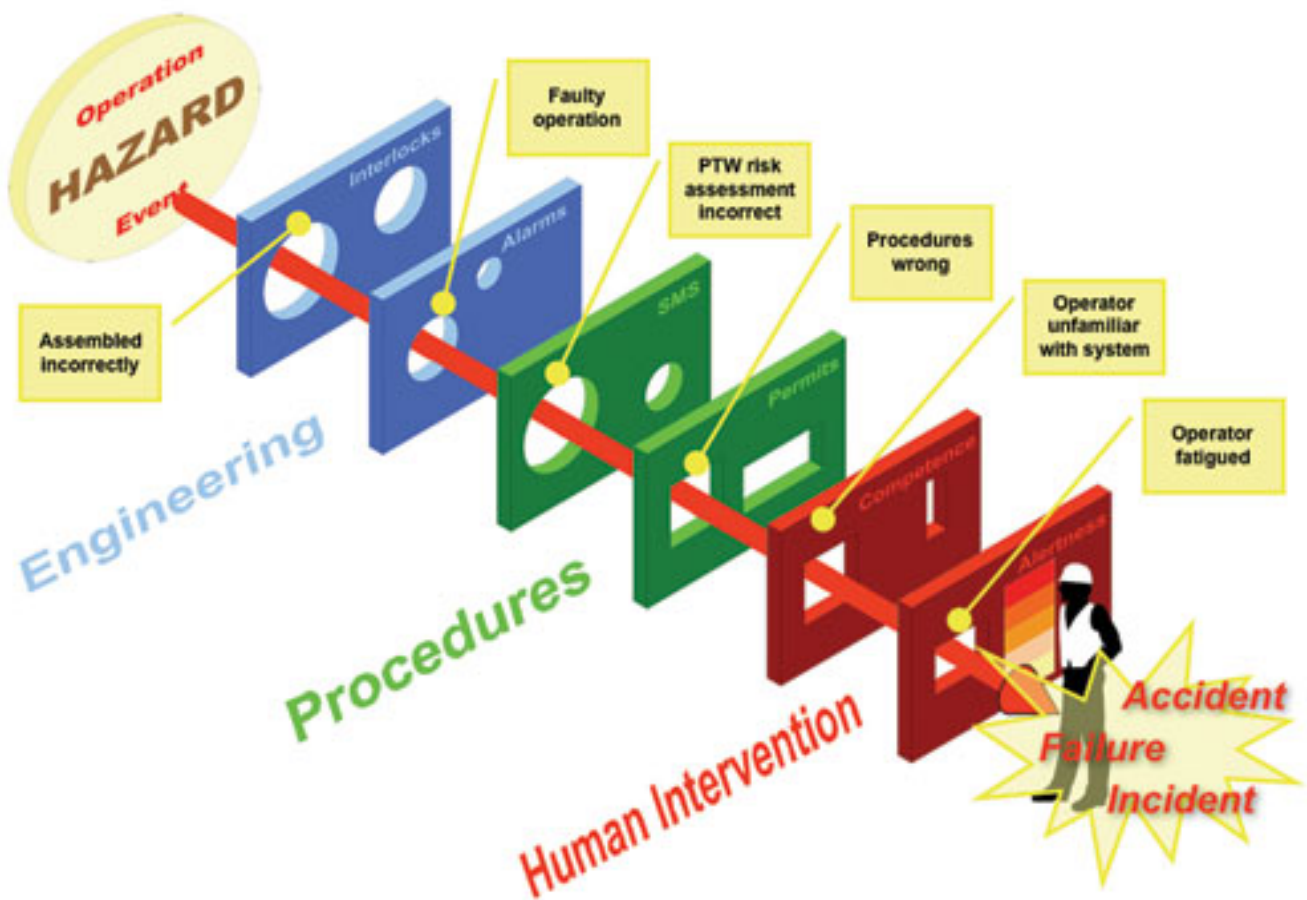 Operation
HAZARD
Event
Interlocks
Alarms
SMS
Permits
Competence
Alertness
Assembled
incorrectly
Faulty
operation
PTW risk
assessment
incorrect
Procedures
wrong
Operator
unfamiliar
with system
Operator
fatigued
Engineering
Procedures
Human Intervention
Accident
Failure
Incident